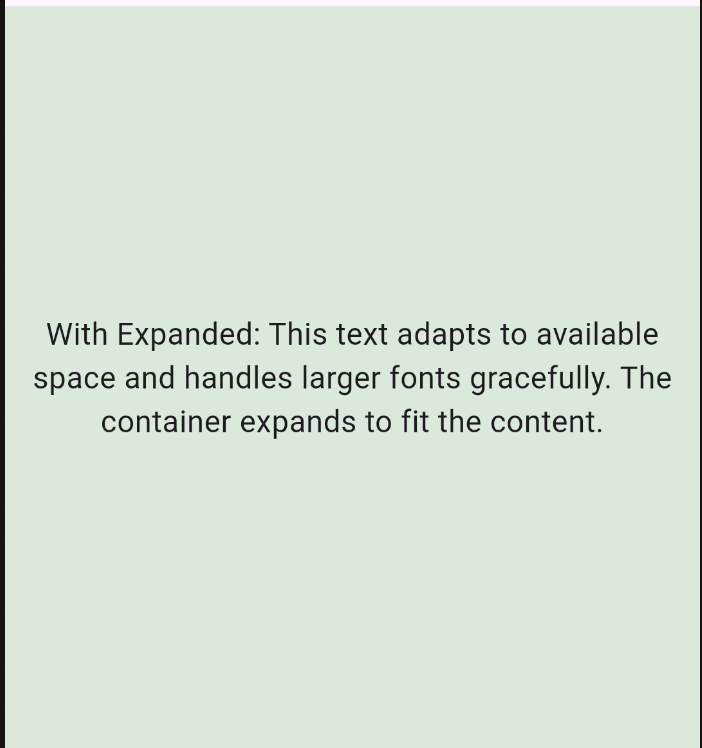 With Expanded: This text adapts to available
space and handles larger fonts gracefully. The
container expands to fit the content.